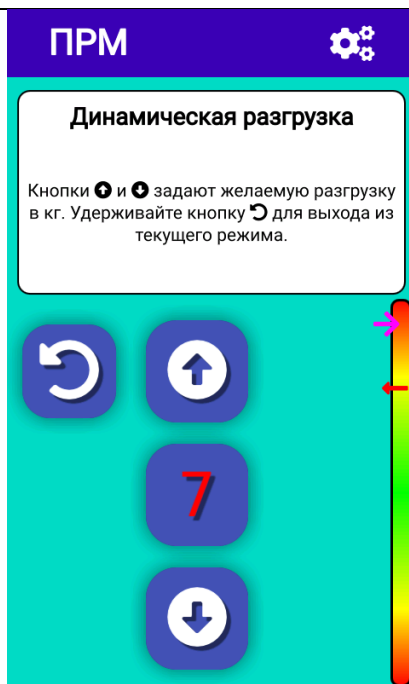 ПРМ
Динамическая разгрузка
Кнопки и задают желаемую разгрузку
в кг. Удерживайте кнопку для выхода из
текущего режима.
7